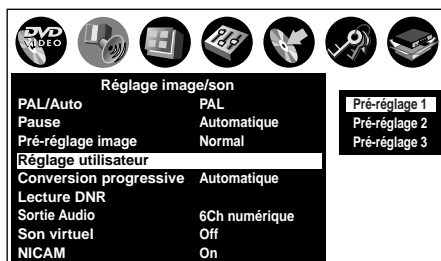 DVD
VIDEO
Réglage image/son
PAL/Auto PAL
Pause Automatique
Pré-réglage image Normal
Réglage utilisateur
Conversion progressive Automatique
Lecture DNR
Sortie Audio 6Ch numérique
Son virtuel Off
NICAM On
Pré-réglage 1
Pré-réglage 2
Pré-réglage 3